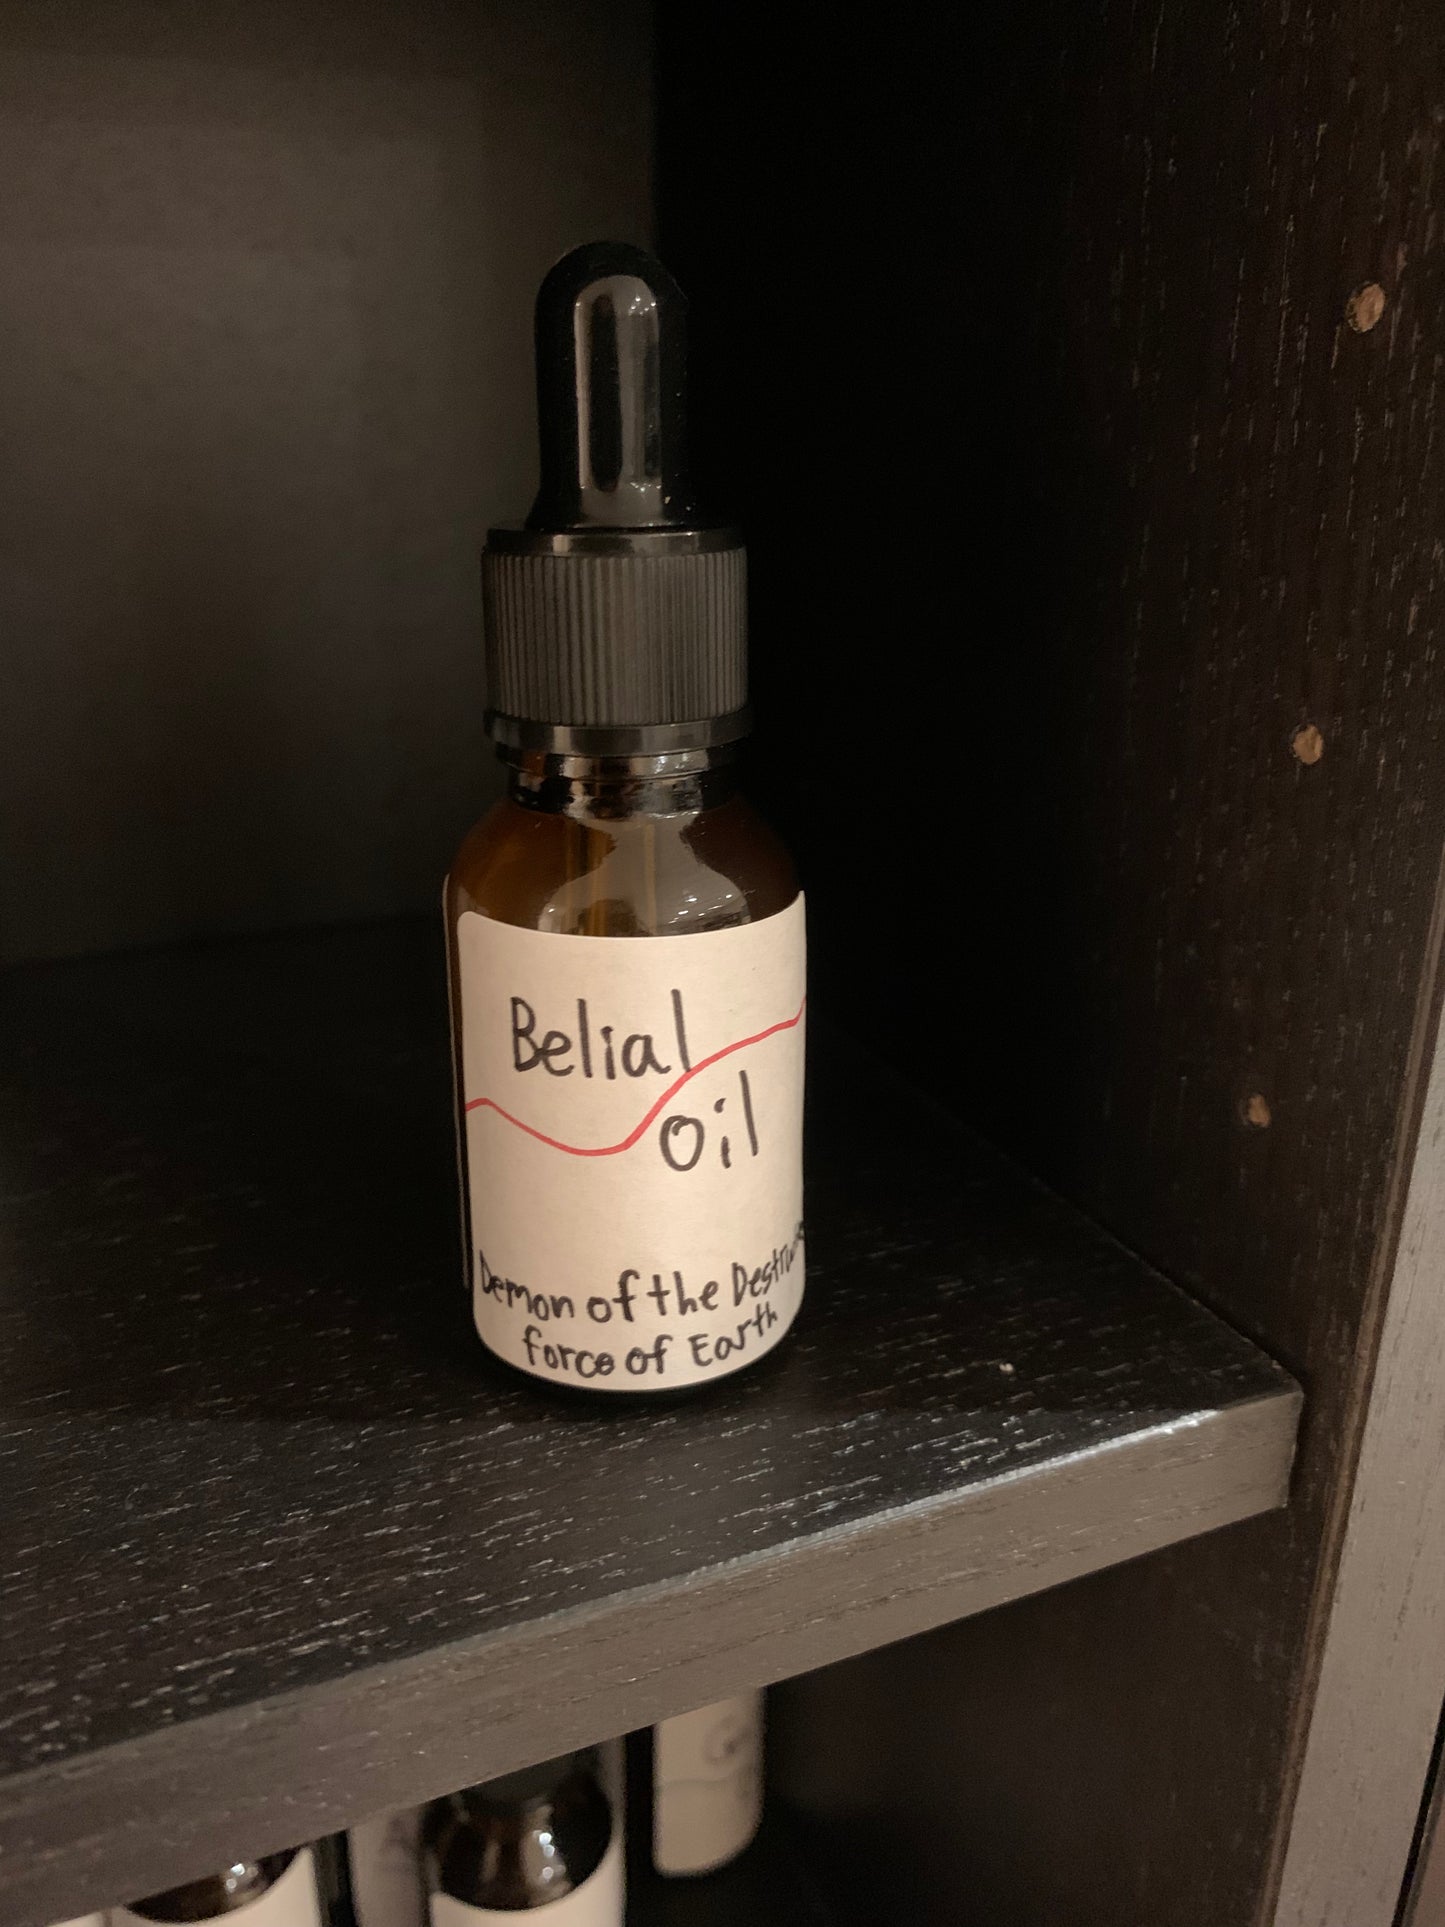 Belial
Oil
Demon of the
force of Earth